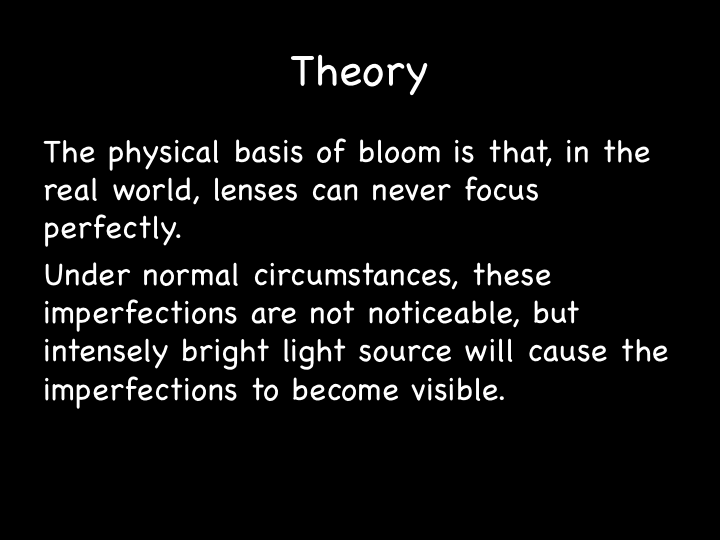 Theory
The physical basis of bloom is that, in the
real world, lenses can never focus
perfectly.
Under normal circumstances, these
imperfections are not noticeable, but
intensely bright light source will cause the
imperfections to become visible.